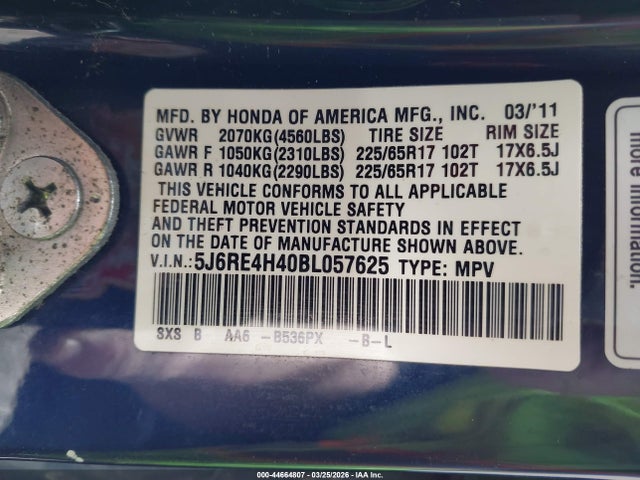 MFD. BY HONDA OF AMERICA MFG., INC. 03/'11
GVWR 2070KG(4560LBS) TIRE SIZE RIM SIZE
GAWR F 1050KG(2310LBS) 225/65R17 102T 17X6.5J
GAWR R 1040KG(2290LBS) 225/65R17 102T 17X6.5J
THIS VEHICLE CONFORMS TO ALL APPLICABLE
FEDERAL MOTOR VEHICLE SAFETY
AND THEFT PREVENTION STANDARDS IN EFFECT
ON THE DATE OF MANUFACTURE SHOWN ABOVE.
V.I.N.: 5J6RE4H40BL057625 TYPE: MPV
SXS B AA6 -B536PX -B-L
more information.
000-44664807 - 03/25/2026 - IAA Inc.